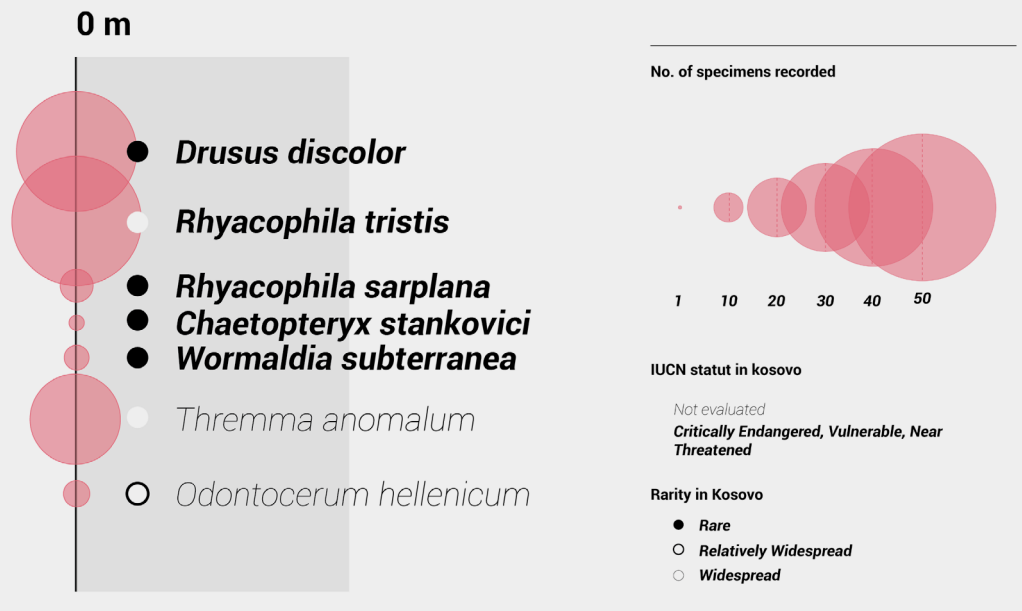 0 m
Drusus discolor
Rhyacophila tristis
Rhyacophila sarplana
Chaetopteryx stankovici
Wormaldia subterranea
Thremma anomalum
Odontocerum hellenicum
No. of specimens recorded
1 10 20 30 40 50
IUCN statut in kosovo
Not evaluated
Critically Endangered, Vulnerable, Near
Threatened
Rarity in Kosovo
Rare
Relatively Widespread
Widespread